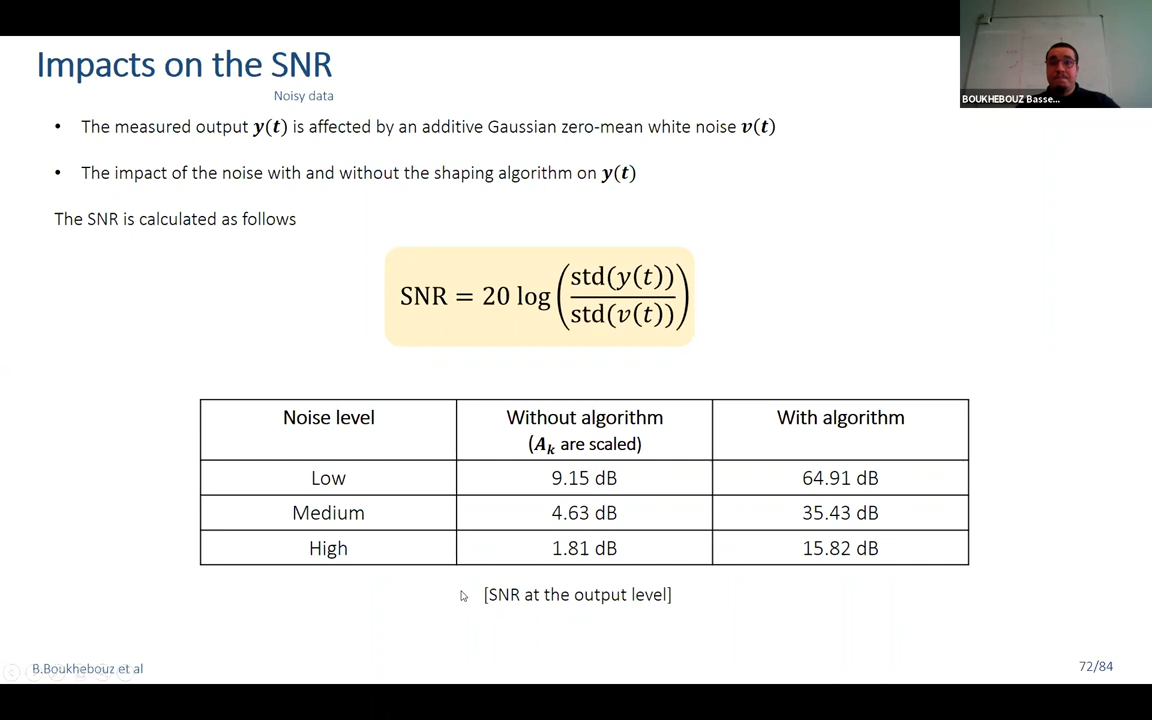 Impacts on the SNR
Noisy data
BOUKHEBOUZ Basse...
• The measured output y(t) is affected by an additive Gaussian zero-mean white noise v(t)
• The impact of the noise with and without the shaping algorithm on y(t)
The SNR is calculated as follows
SNR = 20 log(std(y(t))/std(v(t)))
Noise level Without algorithm (A_k are scaled) With algorithm
Low 9.15 dB 64.91 dB
Medium 4.63 dB 35.43 dB
High 1.81 dB 15.82 dB
[SNR at the output level]
B.Boukhebouz et al
72/84